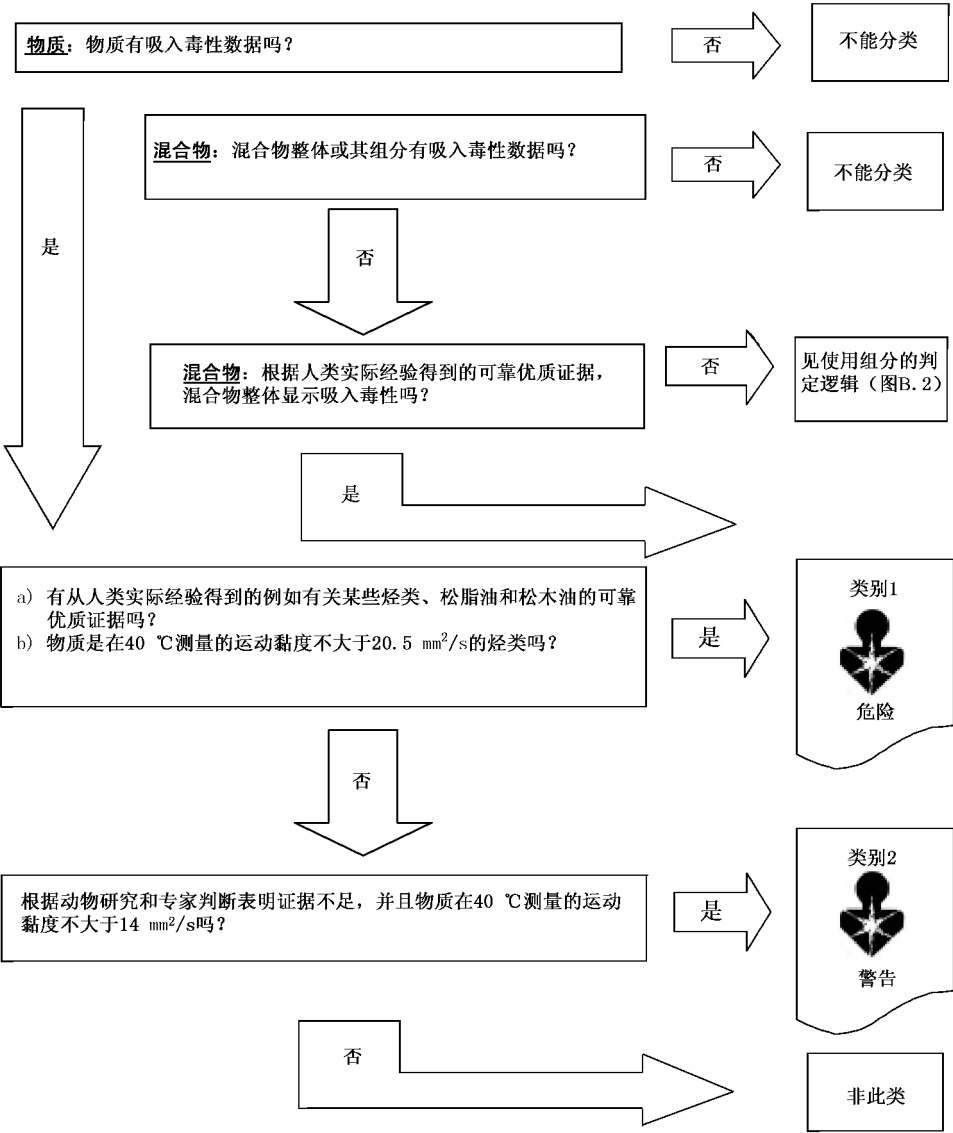 物质：物质有吸入毒性数据吗？
否
不能分类
混合物：混合物整体或其组分有吸入毒性数据吗？
否
不能分类
是
否
混合物：根据人类实际经验得到的可靠优质证据，
混合物整体显示吸入毒性吗？
否
见使用组分的判
定逻辑（图B.2）
是
a) 有从人类实际经验得到的例如有关某些烃类、松脂油和松木油的可靠
优质证据吗？
b) 物质是在40 ℃测量的运动黏度不大于20.5 mm²/s的烃类吗？
是
类别1
危险
否
根据动物研究和专家判断表明证据不足，并且物质在40 ℃测量的运动
黏度不大于14 mm²/s吗？
是
类别2
警告
否
非此类